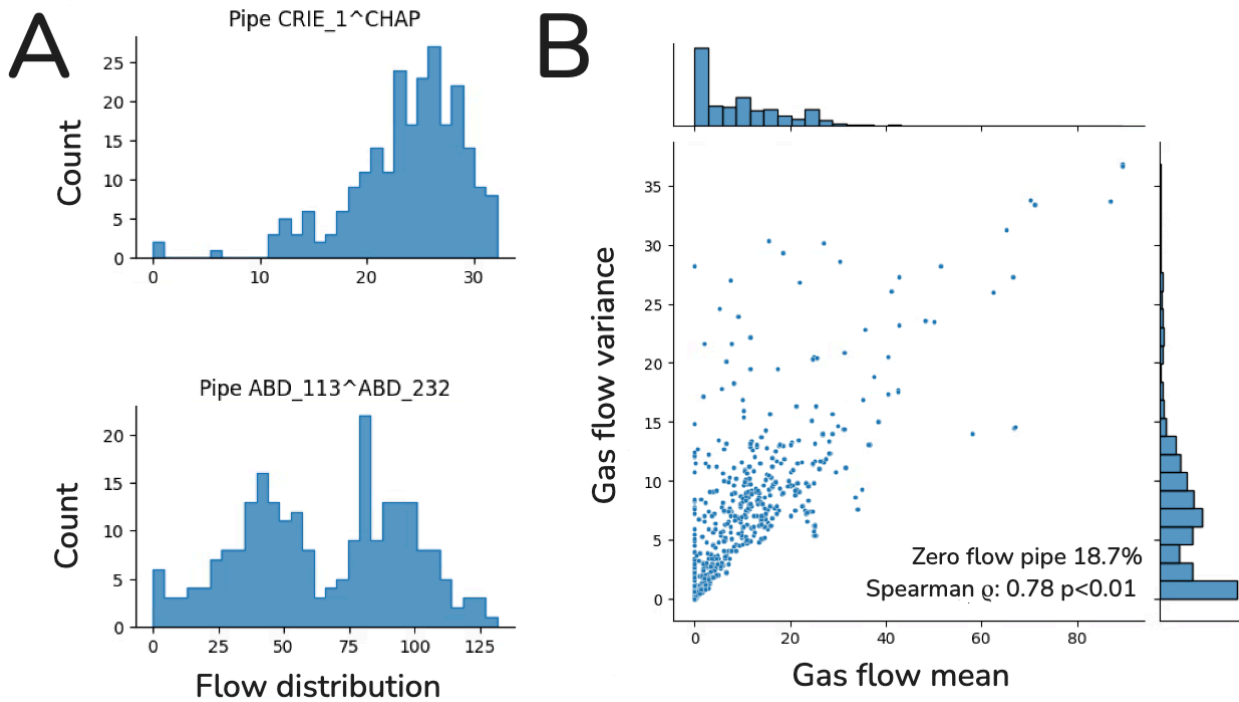 A
Pipe CRIE_1^CHAP
Count
25
20
15
10
5
0
0 10 20 30
Pipe ABD_113^ABD_232
Count
20
15
10
5
0
0 25 50 75 100 125
Flow distribution
B
Gas flow variance
35
30
25
20
15
10
5
0
Zero flow pipe 18.7%
Spearman ρ: 0.78 p<0.01
0 20 40 60 80
Gas flow mean